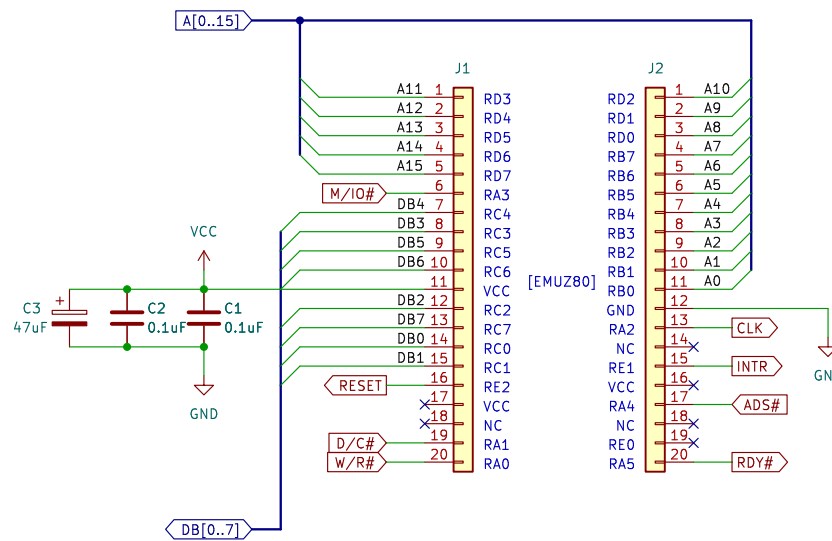 A[0..15]
J1
J2
A11 1 RD3
RD2 1 A10
A12 2 RD4
RD1 2 A9
A13 3 RD5
RD0 3 A8
A14 4 RD6
RB7 4 A7
A15 5 RD7
RB6 5 A6
M/IO# 6 RA3
RB5 6 A5
DB4 7 RC4
RB4 7 A4
DB3 8 RC3
RB3 8 A3
DB5 9 RC5
RB2 9 A2
DB6 10 RC6
RB1 10 A1
VCC
11 VCC
[EMUZ80]
RB0 11 A0
DB2 12 RC2
GND 12
DB7 13 RC7
RA2 13 CLK
DB0 14 RC0
NC 14
DB1 15 RC1
RE1 15 INTR
RESET 16 RE2
VCC 16
17 VCC
RA4 17 ADS#
18 NC
NC 18
D/C# 19 RA1
RE0 19
W/R# 20 RA0
RA5 20 RDY#
C3
47uF
+
C2
0.1uF
C1
0.1uF
GND
GN
DB[0..7]